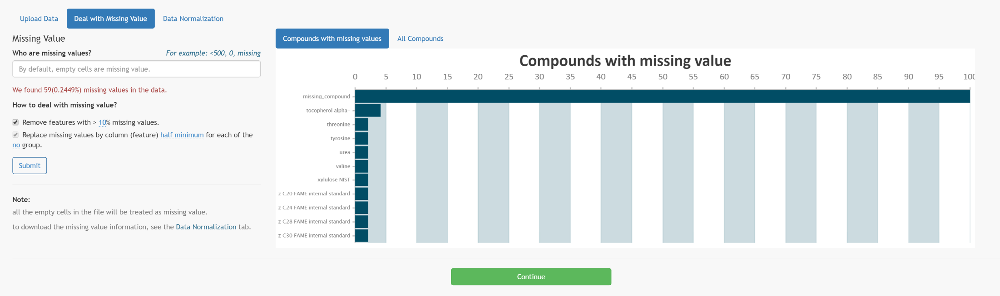 Upload Data
Deal with Missing Value
Data Normalization
Missing Value
Who are missing values?
For example: <500, 0, missing
By default, empty cells are missing value.
We found 59(0.2449%) missing values in the data.
How to deal with missing value?
Remove features with > 10% missing values.
Replace missing values by column (feature) half minimum for each of the
no group.
Submit
Note:
all the empty cells in the file will be treated as missing value.
to download the missing value information, see the Data Normalization tab.
Compounds with missing values
All Compounds
Compounds with missing value
0 5 10 15 20 25 30 35 40 45 50 55 60 65 70 75 80 85 90 95 100
missing_compound
tocopherol alpha-
threonine
tyrosine
urea
valine
xylulose NIST
z C20 FAME internal standard
z C24 FAME internal standard
z C28 FAME internal standard
z C30 FAME internal standard
Continue